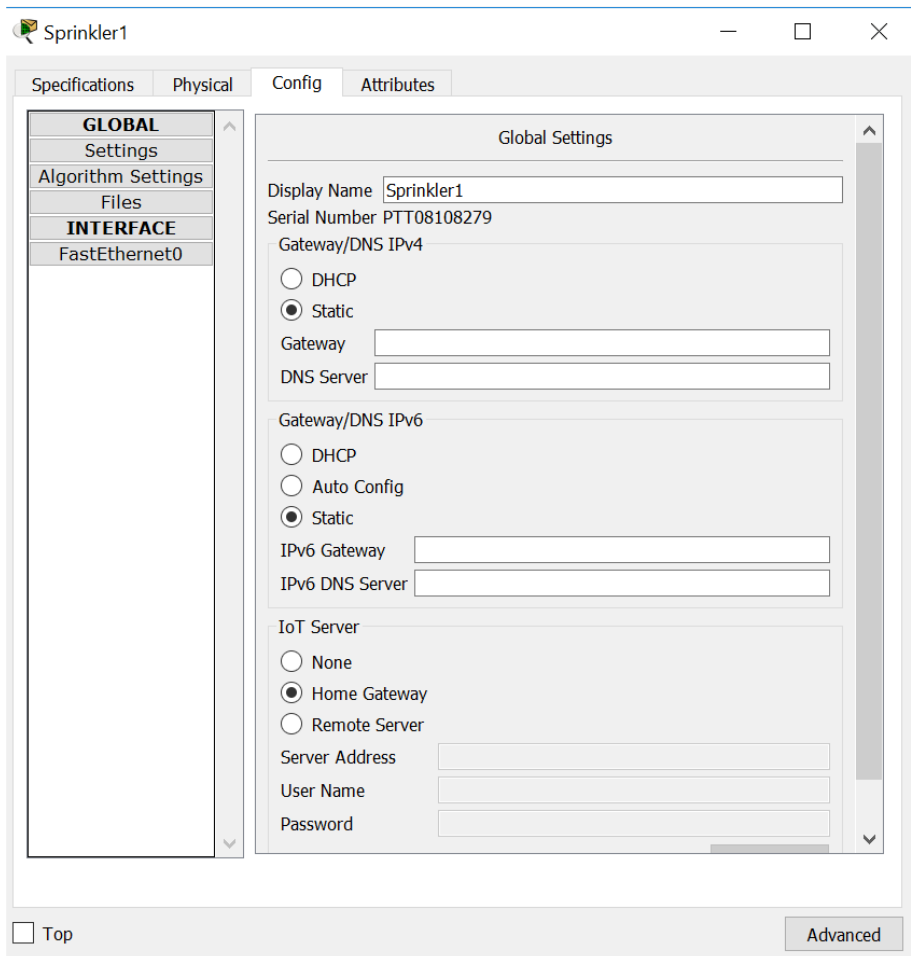 Sprinkler1
Specifications Physical Config Attributes
GLOBAL
Settings
Algorithm Settings
Files
INTERFACE
FastEthernet0
Global Settings
Display Name Sprinkler1
Serial Number PTT08108279
Gateway/DNS IPv4
DHCP
Static
Gateway
DNS Server
Gateway/DNS IPv6
DHCP
Auto Config
Static
IPv6 Gateway
IPv6 DNS Server
IoT Server
None
Home Gateway
Remote Server
Server Address
User Name
Password
Top
Advanced